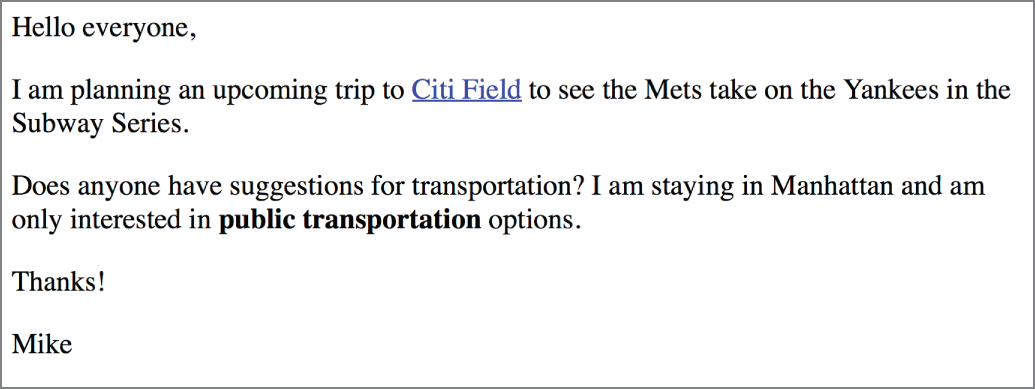 Hello everyone,
I am planning an upcoming trip to Citi Field to see the Mets take on the Yankees in the
Subway Series.
Does anyone have suggestions for transportation? I am staying in Manhattan and am
only interested in public transportation options.
Thanks!
Mike